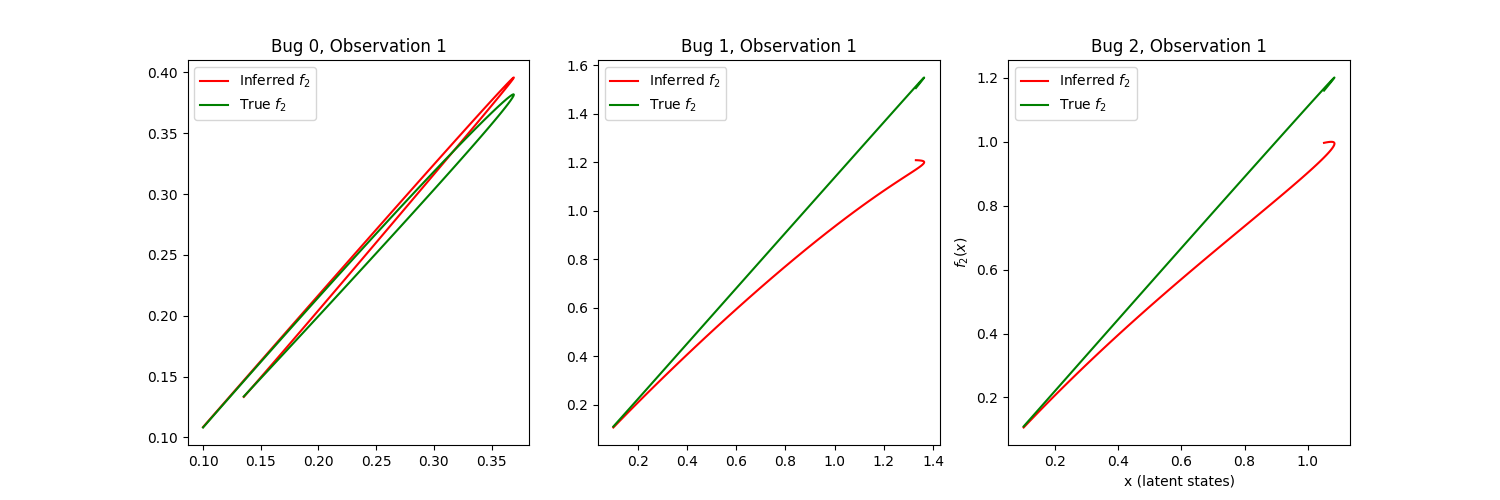 Bug 0, Observation 1
Inferred f₂
True f₂
0.40
0.35
0.30
0.25
0.20
0.15
0.10
0.10 0.15 0.20 0.25 0.30 0.35
Bug 1, Observation 1
Inferred f₂
True f₂
1.6
1.4
1.2
1.0
0.8
0.6
0.4
0.2
0.2 0.4 0.6 0.8 1.0 1.2 1.4
Bug 2, Observation 1
Inferred f₂
True f₂
f₂(x)
1.2
1.0
0.8
0.6
0.4
0.2
0.2 0.4 0.6 0.8 1.0
x (latent states)